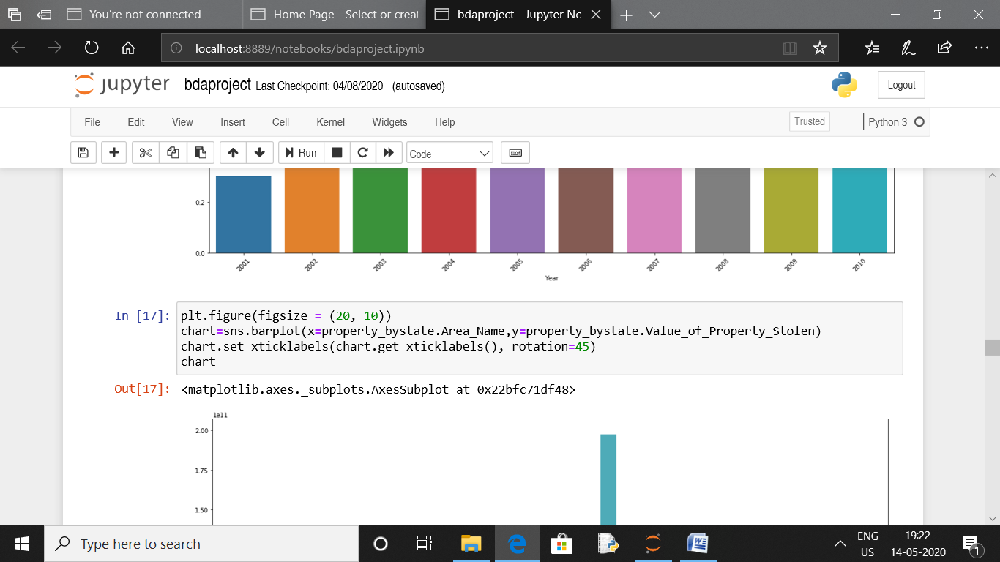 You're not connected
Home Page - Select or creat
bdaproject - Jupyter No
localhost:8889/notebooks/bdaproject.ipynb
jupyter bdaproject Last Checkpoint: 04/08/2020 (autosaved)
Logout
File Edit View Insert Cell Kernel Widgets Help
Trusted
Python 3
Run
Code
0.2
0.0
2001 2002 2003 2004 2005 2006 2007 2008 2009 2010
Year
In [17]:
plt.figure(figsize = (20, 10))
chart=sns.barplot(x=property_bystate.Area_Name,y=property_bystate.Value_of_Property_Stolen)
chart.set_xticklabels(chart.get_xticklabels(), rotation=45)
chart
Out[17]: <matplotlib.axes._subplots.AxesSubplot at 0x22bfc71df48>
1e11
2.00
1.75
1.50
Type here to search
ENG
US
19:22
14-05-2020
1